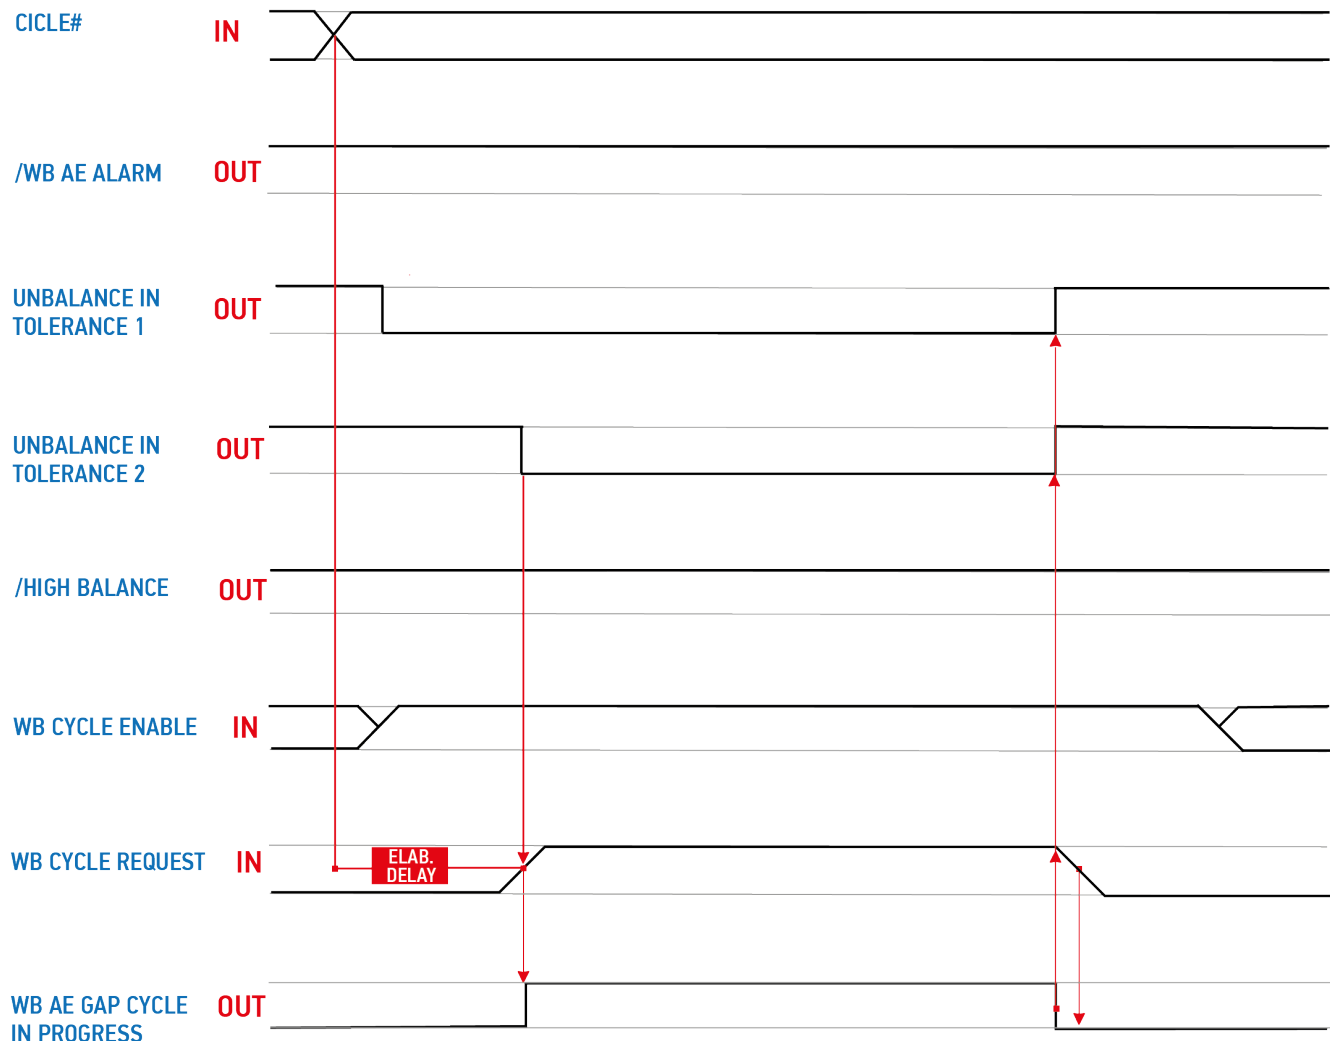 CICLE# IN
/WB AE ALARM OUT
UNBALANCE IN
TOLERANCE 1
OUT
UNBALANCE IN
TOLERANCE 2
OUT
/HIGH BALANCE OUT
WB CYCLE ENABLE IN
WB CYCLE REQUEST IN
ELAB.
DELAY
WB AE GAP CYCLE
IN PROGRESS
OUT